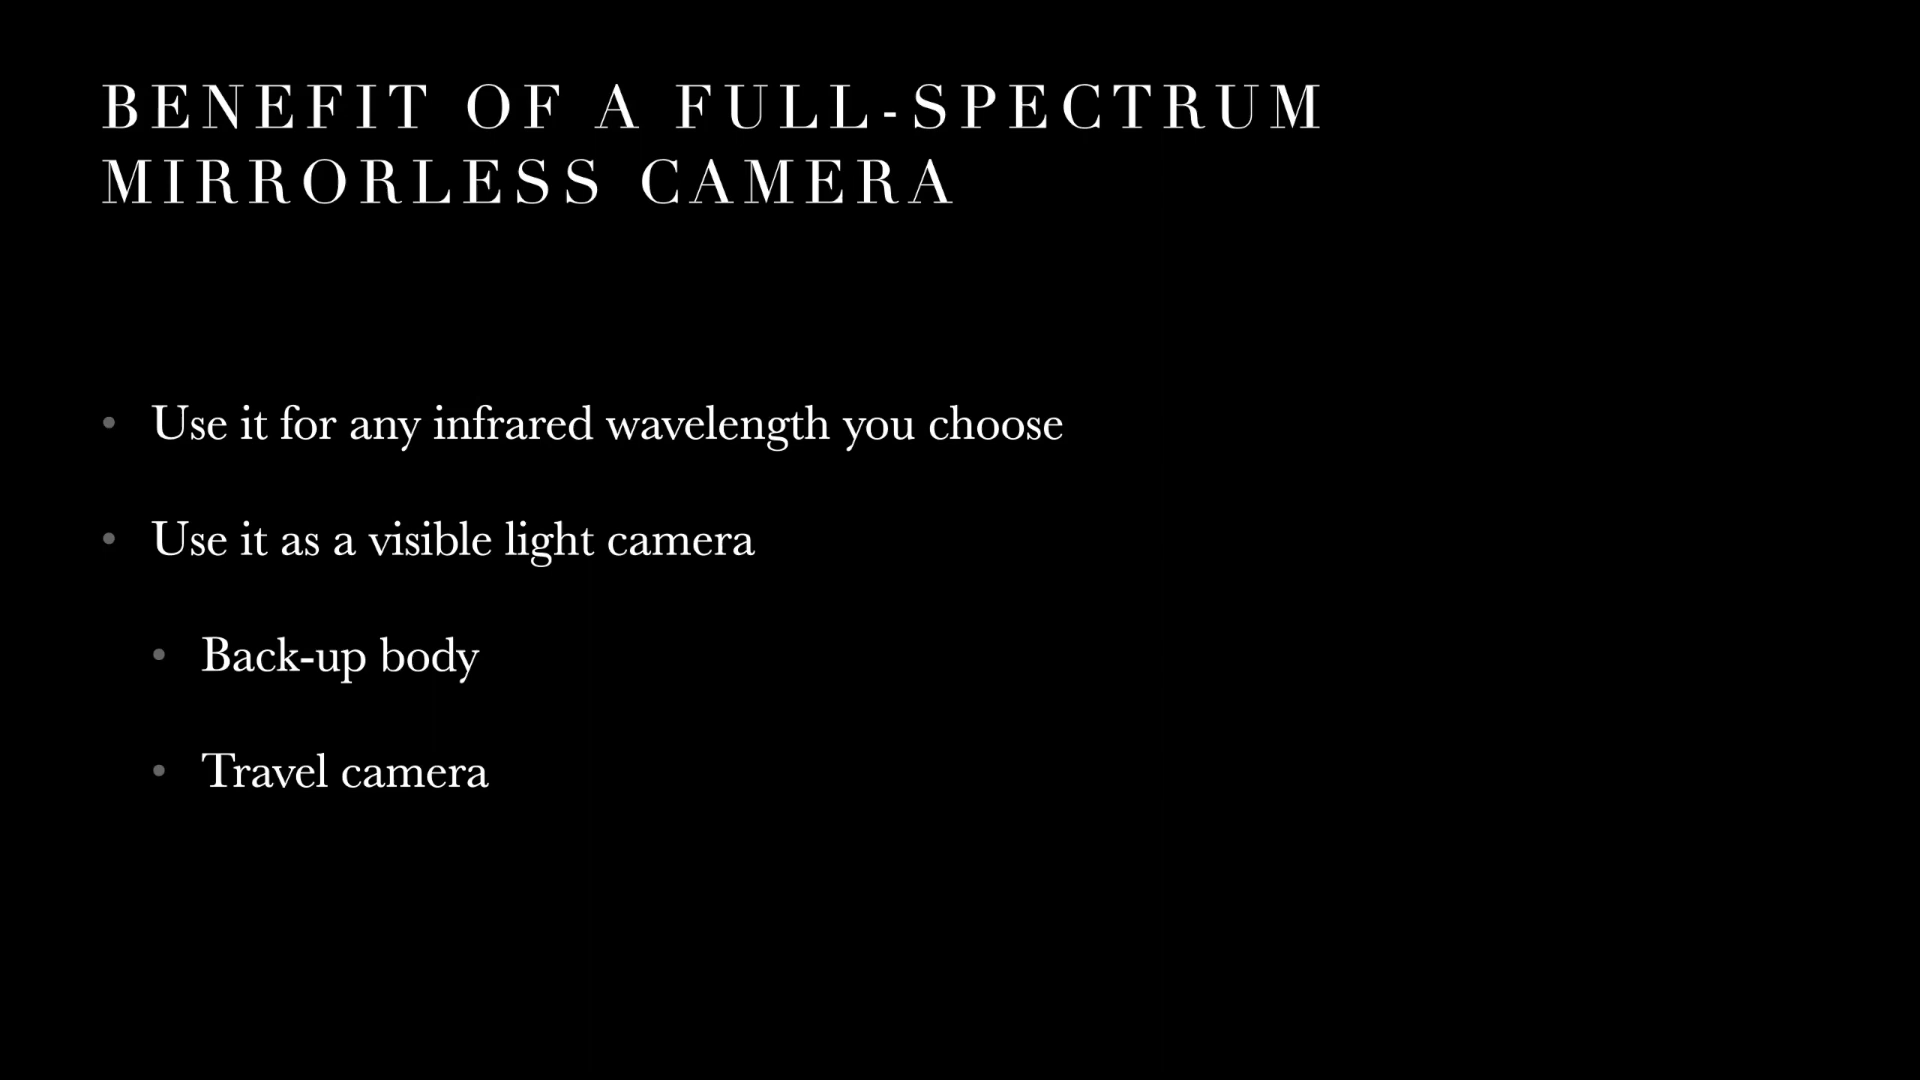 BENEFIT OF A FULL-SPECTRUM
MIRRORLESS CAMERA
• Use it for any infrared wavelength you choose
• Use it as a visible light camera
• Back-up body
• Travel camera